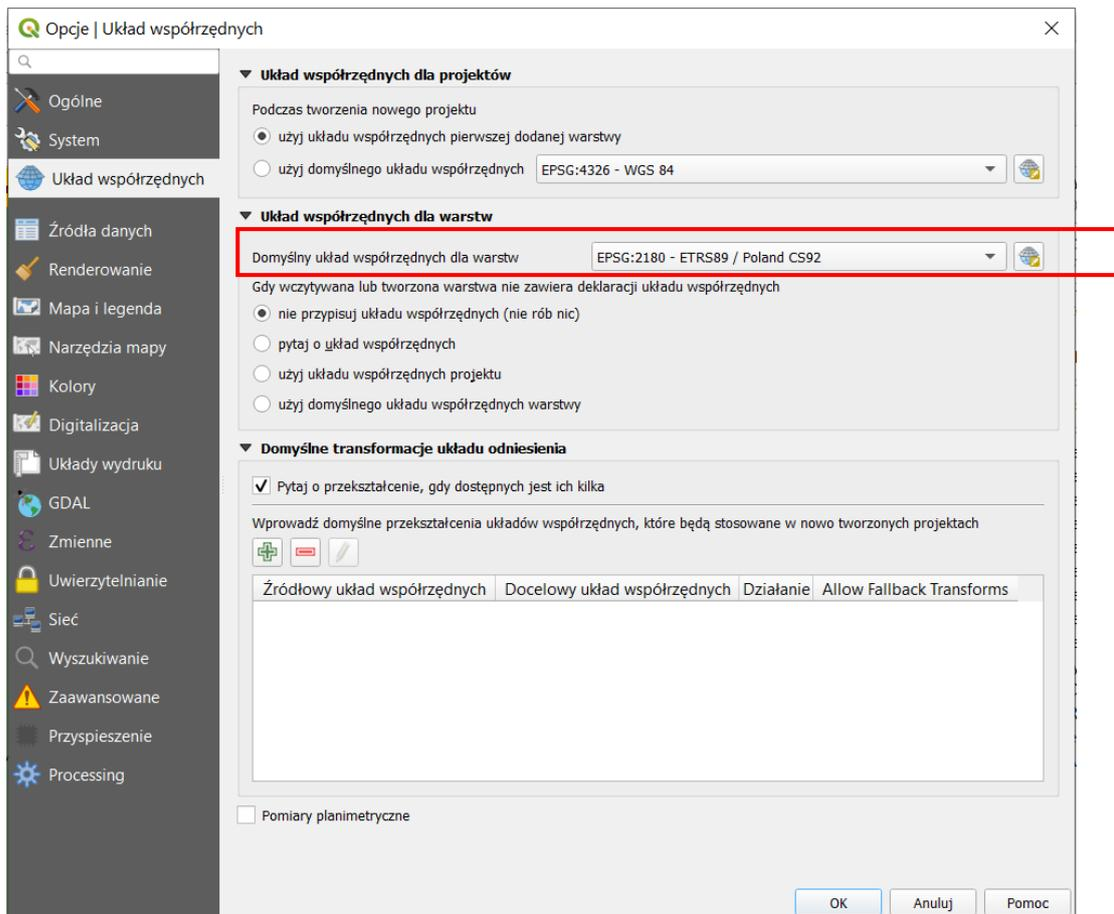 Opcje | Układ współrzędnych
Ogólne
System
Układ współrzędnych
Źródła danych
Renderowanie
Mapa i legenda
Narzędzia mapy
Kolory
Digitalizacja
Układy wydruku
GDAL
Zmienne
Uwierzytelnianie
Sieć
Wyszukiwanie
Zaawansowane
Przyspieszenie
Processing
Układ współrzędnych dla projektów
Podczas tworzenia nowego projektu
użyj układu współrzędnych pierwszej dodanej warstwy
użyj domyślnego układu współrzędnych EPSG:4326 - WGS 84
Układ współrzędnych dla warstw
Domyślny układ współrzędnych dla warstw EPSG:2180 - ETRS89 / Poland CS92
Gdy wczytywana lub tworzona warstwa nie zawiera deklaracji układu współrzędnych
nie przypisuj układu współrzędnych (nie rób nic)
pytaj o układ współrzędnych
użyj układu współrzędnych projektu
użyj domyślnego układu współrzędnych warstwy
Domyślne transformacje układu odniesienia
Pytaj o przekształcenie, gdy dostępnych jest ich kilka
Wprowadź domyślne przekształcenia układów współrzędnych, które będą stosowane w nowo tworzonych projektach
Źródłowy układ współrzędnych Docelowy układ współrzędnych Działanie Allow Fallback Transforms
Pomiary planimetryczne
OK Anuluj Pomoc